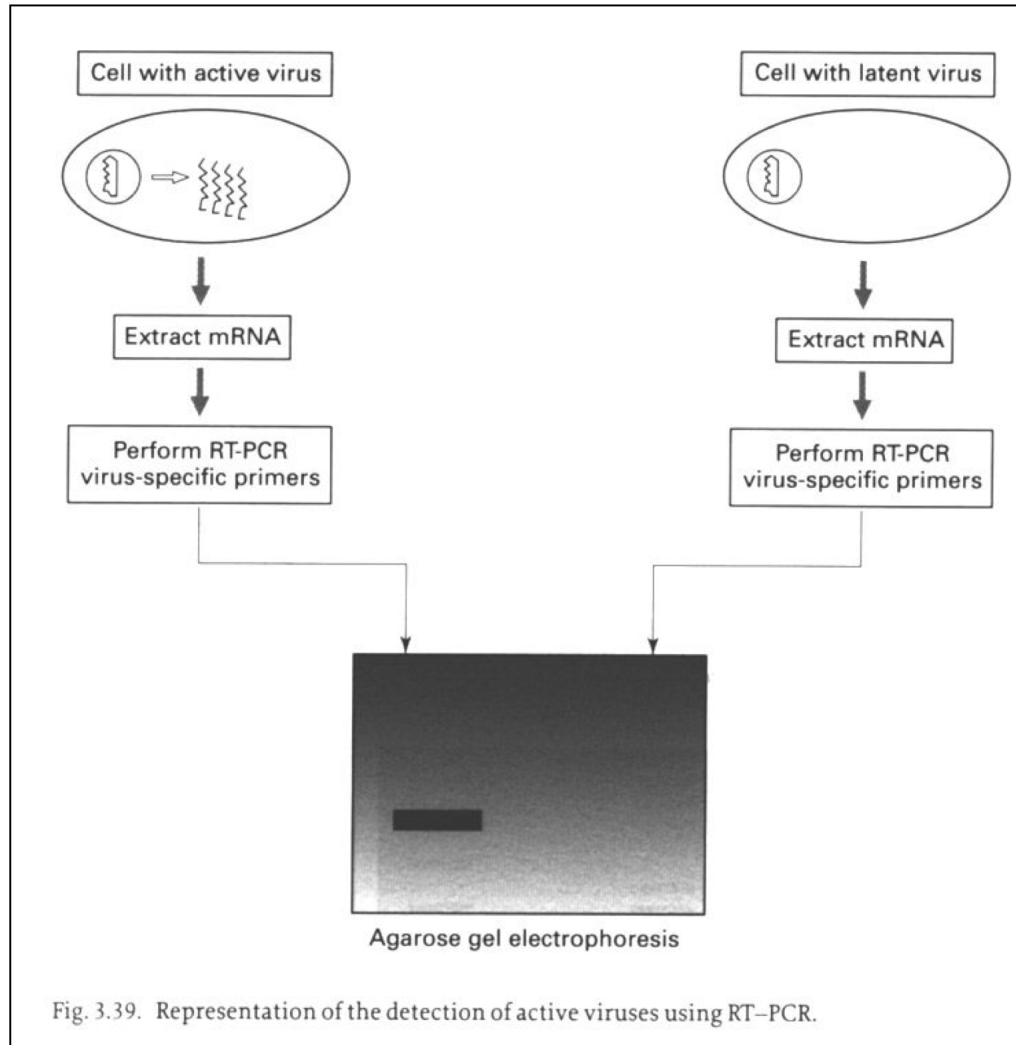 Cell with active virus
Cell with latent virus
Extract mRNA
Extract mRNA
Perform RT-PCR
virus-specific primers
Perform RT-PCR
virus-specific primers
Agarose gel electrophoresis
Fig. 3.39. Representation of the detection of active viruses using RT–PCR.